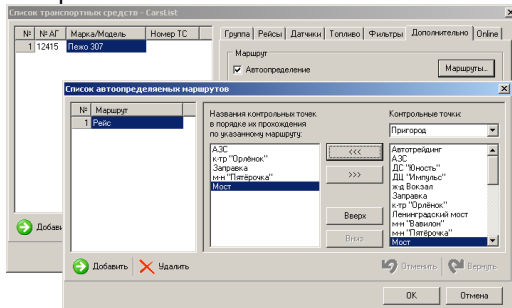 Список транспортных средств - CarsList
№ № АГ Марка/Модель Номер ТС
1 12415 Пежо 307
Группа Рейсы Датчики Топливо Фильтры Дополнительно Online
Маршрут
Автоопределение
Маршруты...
Список автоопределяемых маршрутов
№ Маршрут
1 Рейс
Названия контрольных точек
в порядке их прохождения
по указанному маршруту:
АЗС
к-тр "Орлёнок"
Заправка
м-н "Пятёрочка"
Мост
<<<
>>>
Вверх
Вниз
Контрольные точки:
Пригород
Автотрейдинг
АЗС
ДС "Юность"
ДЦ "Импульс"
ж-д Вокзал
Заправка
к-тр "Орлёнок"
Ленинградский мост
м-н "Вавилон"
м-н "Пятёрочка"
Мост
Добави
Добавить Удалить
Отменить Вернуть
OK Отмена